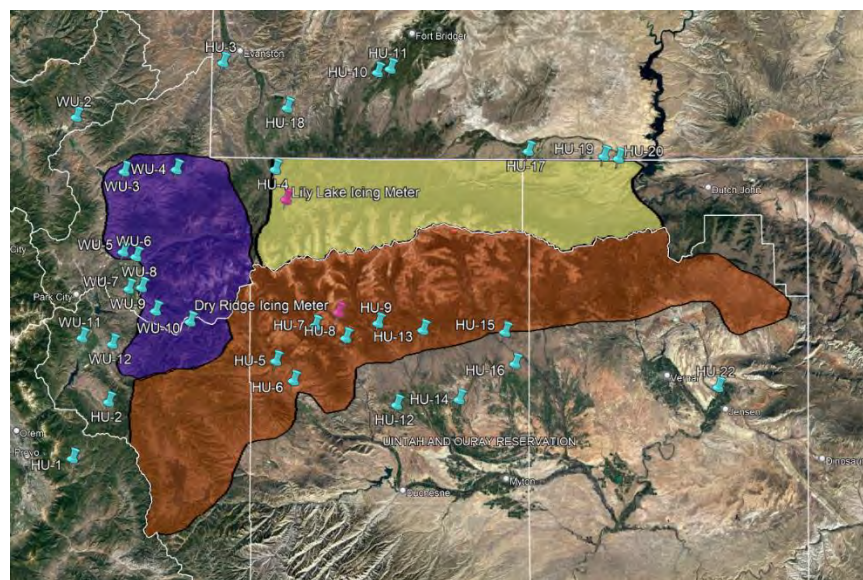 HU-3
Evanston
Fort Bridger
HU-11
HU-10
WU-2
HU-18
HU-17
HU-19
HU-20
WU-4
WU-3
HU-4
Lily Lake Icing Meter
Dutch John
WU-5
WU-6
City
WU-8
WU-7
Park City
WU-9
Dry Ridge Icing Meter
HU-9
WU-10
HU-7
HU-8
HU-13
HU-15
WU-11
WU-12
HU-5
HU-16
HU-6
Vernal
HU-22
HU-2
HU-14
HU-12
Jensen
Orem
UINTAH AND OURAY RESERVATION
Provo
HU-1
Dinosaur
Myton
Duchesne